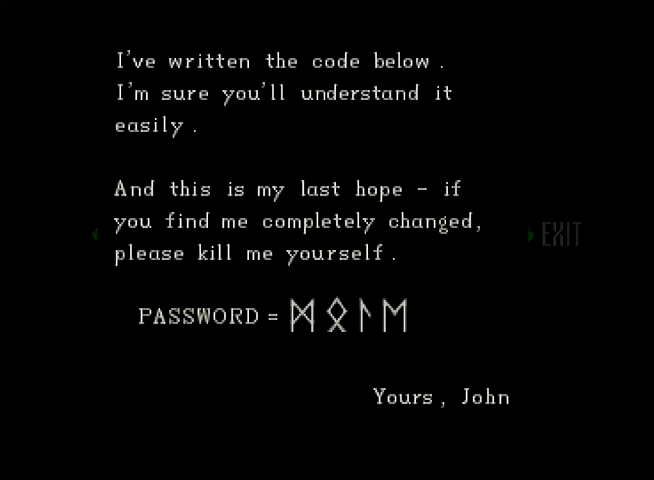 I've written the code below .
I'm sure you'll understand it
easily .
And this is my last hope - if
you find me completely changed,
please kill me yourself .
EXIT
PASSWORD = ᛞᛟᛚᛖ
Yours , John